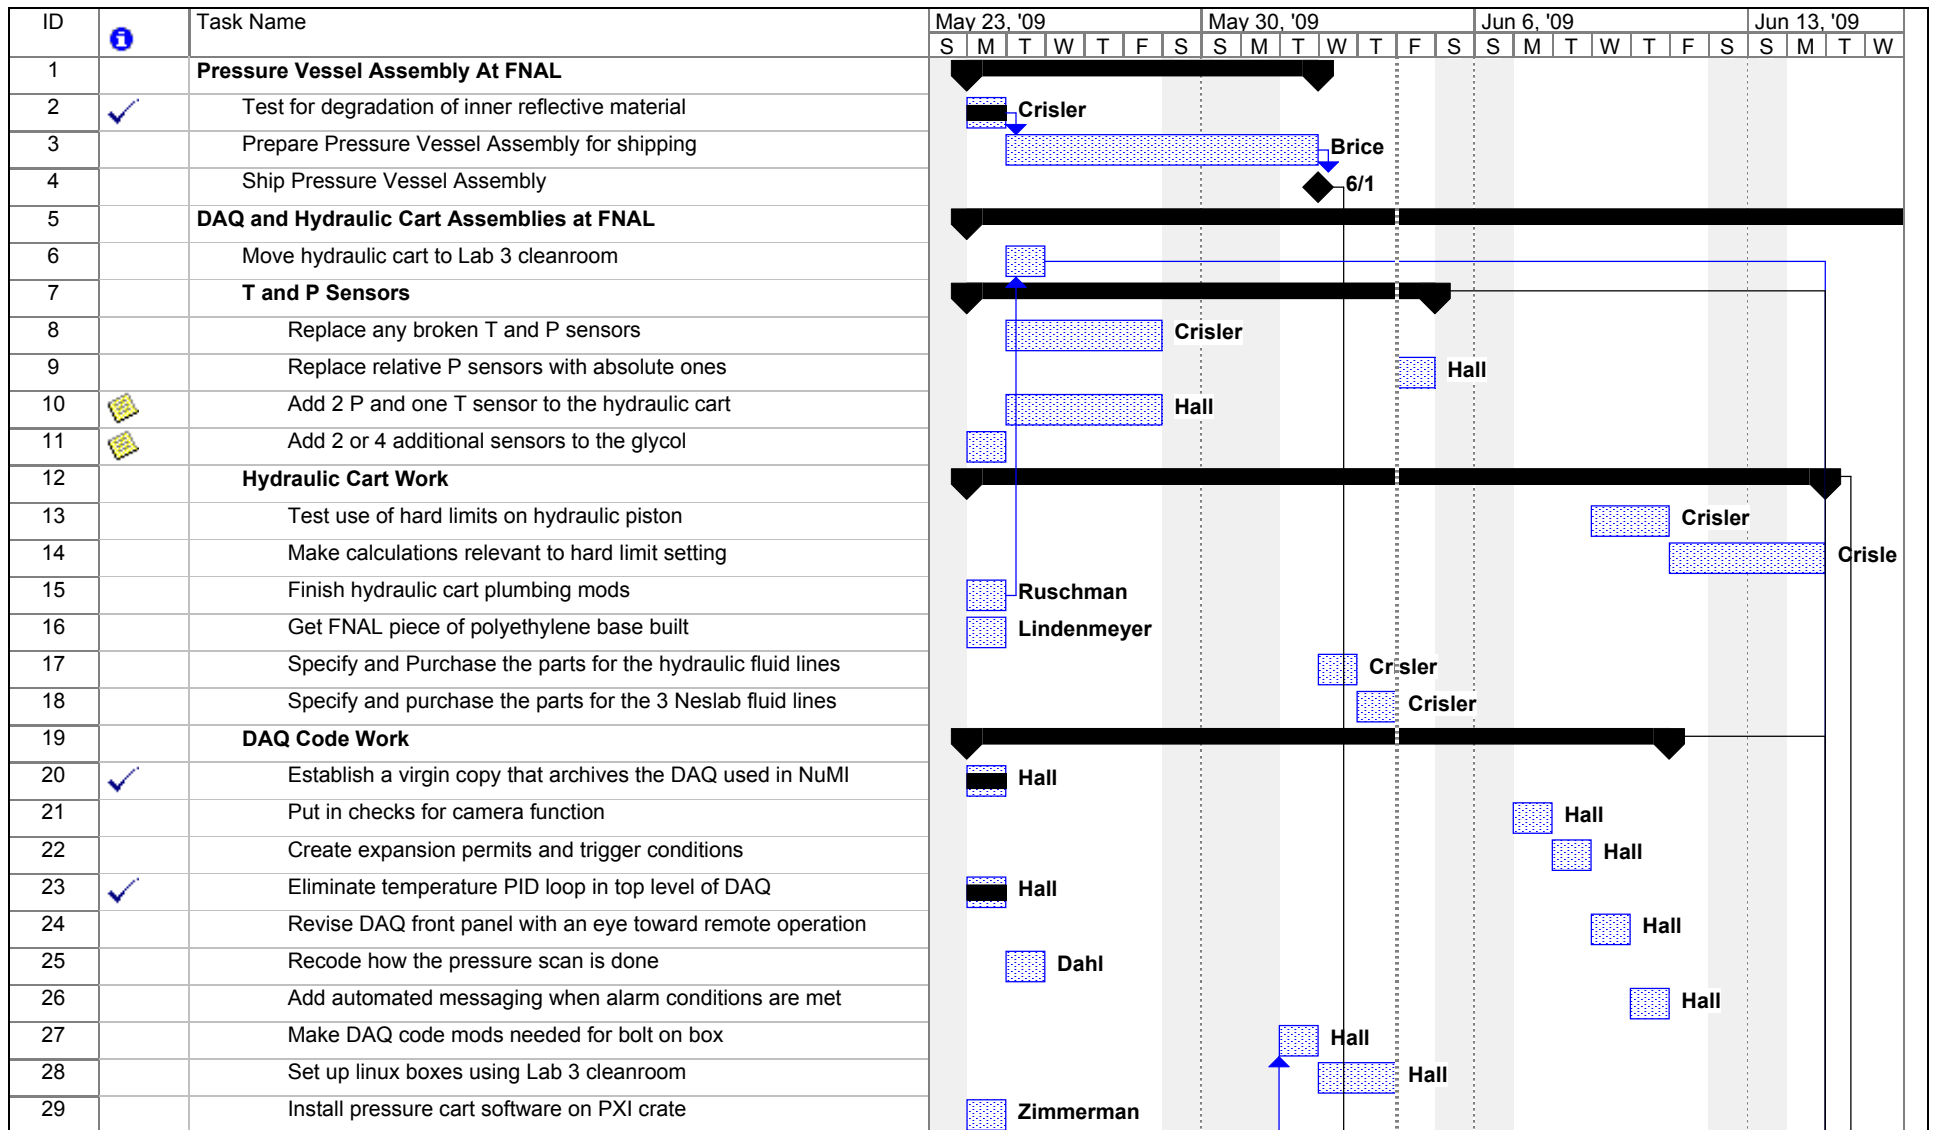 ID Task Name May 23, '09 May 30, '09 Jun 6, '09 Jun 13, '09
S M T W T F S S M T W T F S S M T W T F S S M T W
1 Pressure Vessel Assembly At FNAL
2 Test for degradation of inner reflective material Crisler
3 Prepare Pressure Vessel Assembly for shipping Brice
4 Ship Pressure Vessel Assembly 6/1
5 DAQ and Hydraulic Cart Assemblies at FNAL
6 Move hydraulic cart to Lab 3 cleanroom
7 T and P Sensors
8 Replace any broken T and P sensors Crisler
9 Replace relative P sensors with absolute ones Hall
10 Add 2 P and one T sensor to the hydraulic cart Hall
11 Add 2 or 4 additional sensors to the glycol
12 Hydraulic Cart Work
13 Test use of hard limits on hydraulic piston Crisler
14 Make calculations relevant to hard limit setting Crisle
15 Finish hydraulic cart plumbing mods Ruschman
16 Get FNAL piece of polyethylene base built Lindenmeyer
17 Specify and Purchase the parts for the hydraulic fluid lines Crisler
18 Specify and purchase the parts for the 3 Neslab fluid lines Crisler
19 DAQ Code Work
20 Establish a virgin copy that archives the DAQ used in NuMI Hall
21 Put in checks for camera function Hall
22 Create expansion permits and trigger conditions Hall
23 Eliminate temperature PID loop in top level of DAQ Hall
24 Revise DAQ front panel with an eye toward remote operation Hall
25 Recode how the pressure scan is done Dahl
26 Add automated messaging when alarm conditions are met Hall
27 Make DAQ code mods needed for bolt on box Hall
28 Set up linux boxes using Lab 3 cleanroom Hall
29 Install pressure cart software on PXI crate Zimmerman